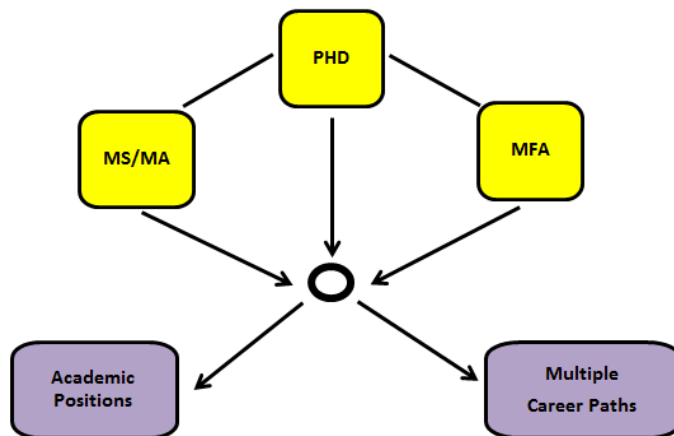 PHD
MS/MA
MFA
Academic
Positions
Multiple
Career Paths